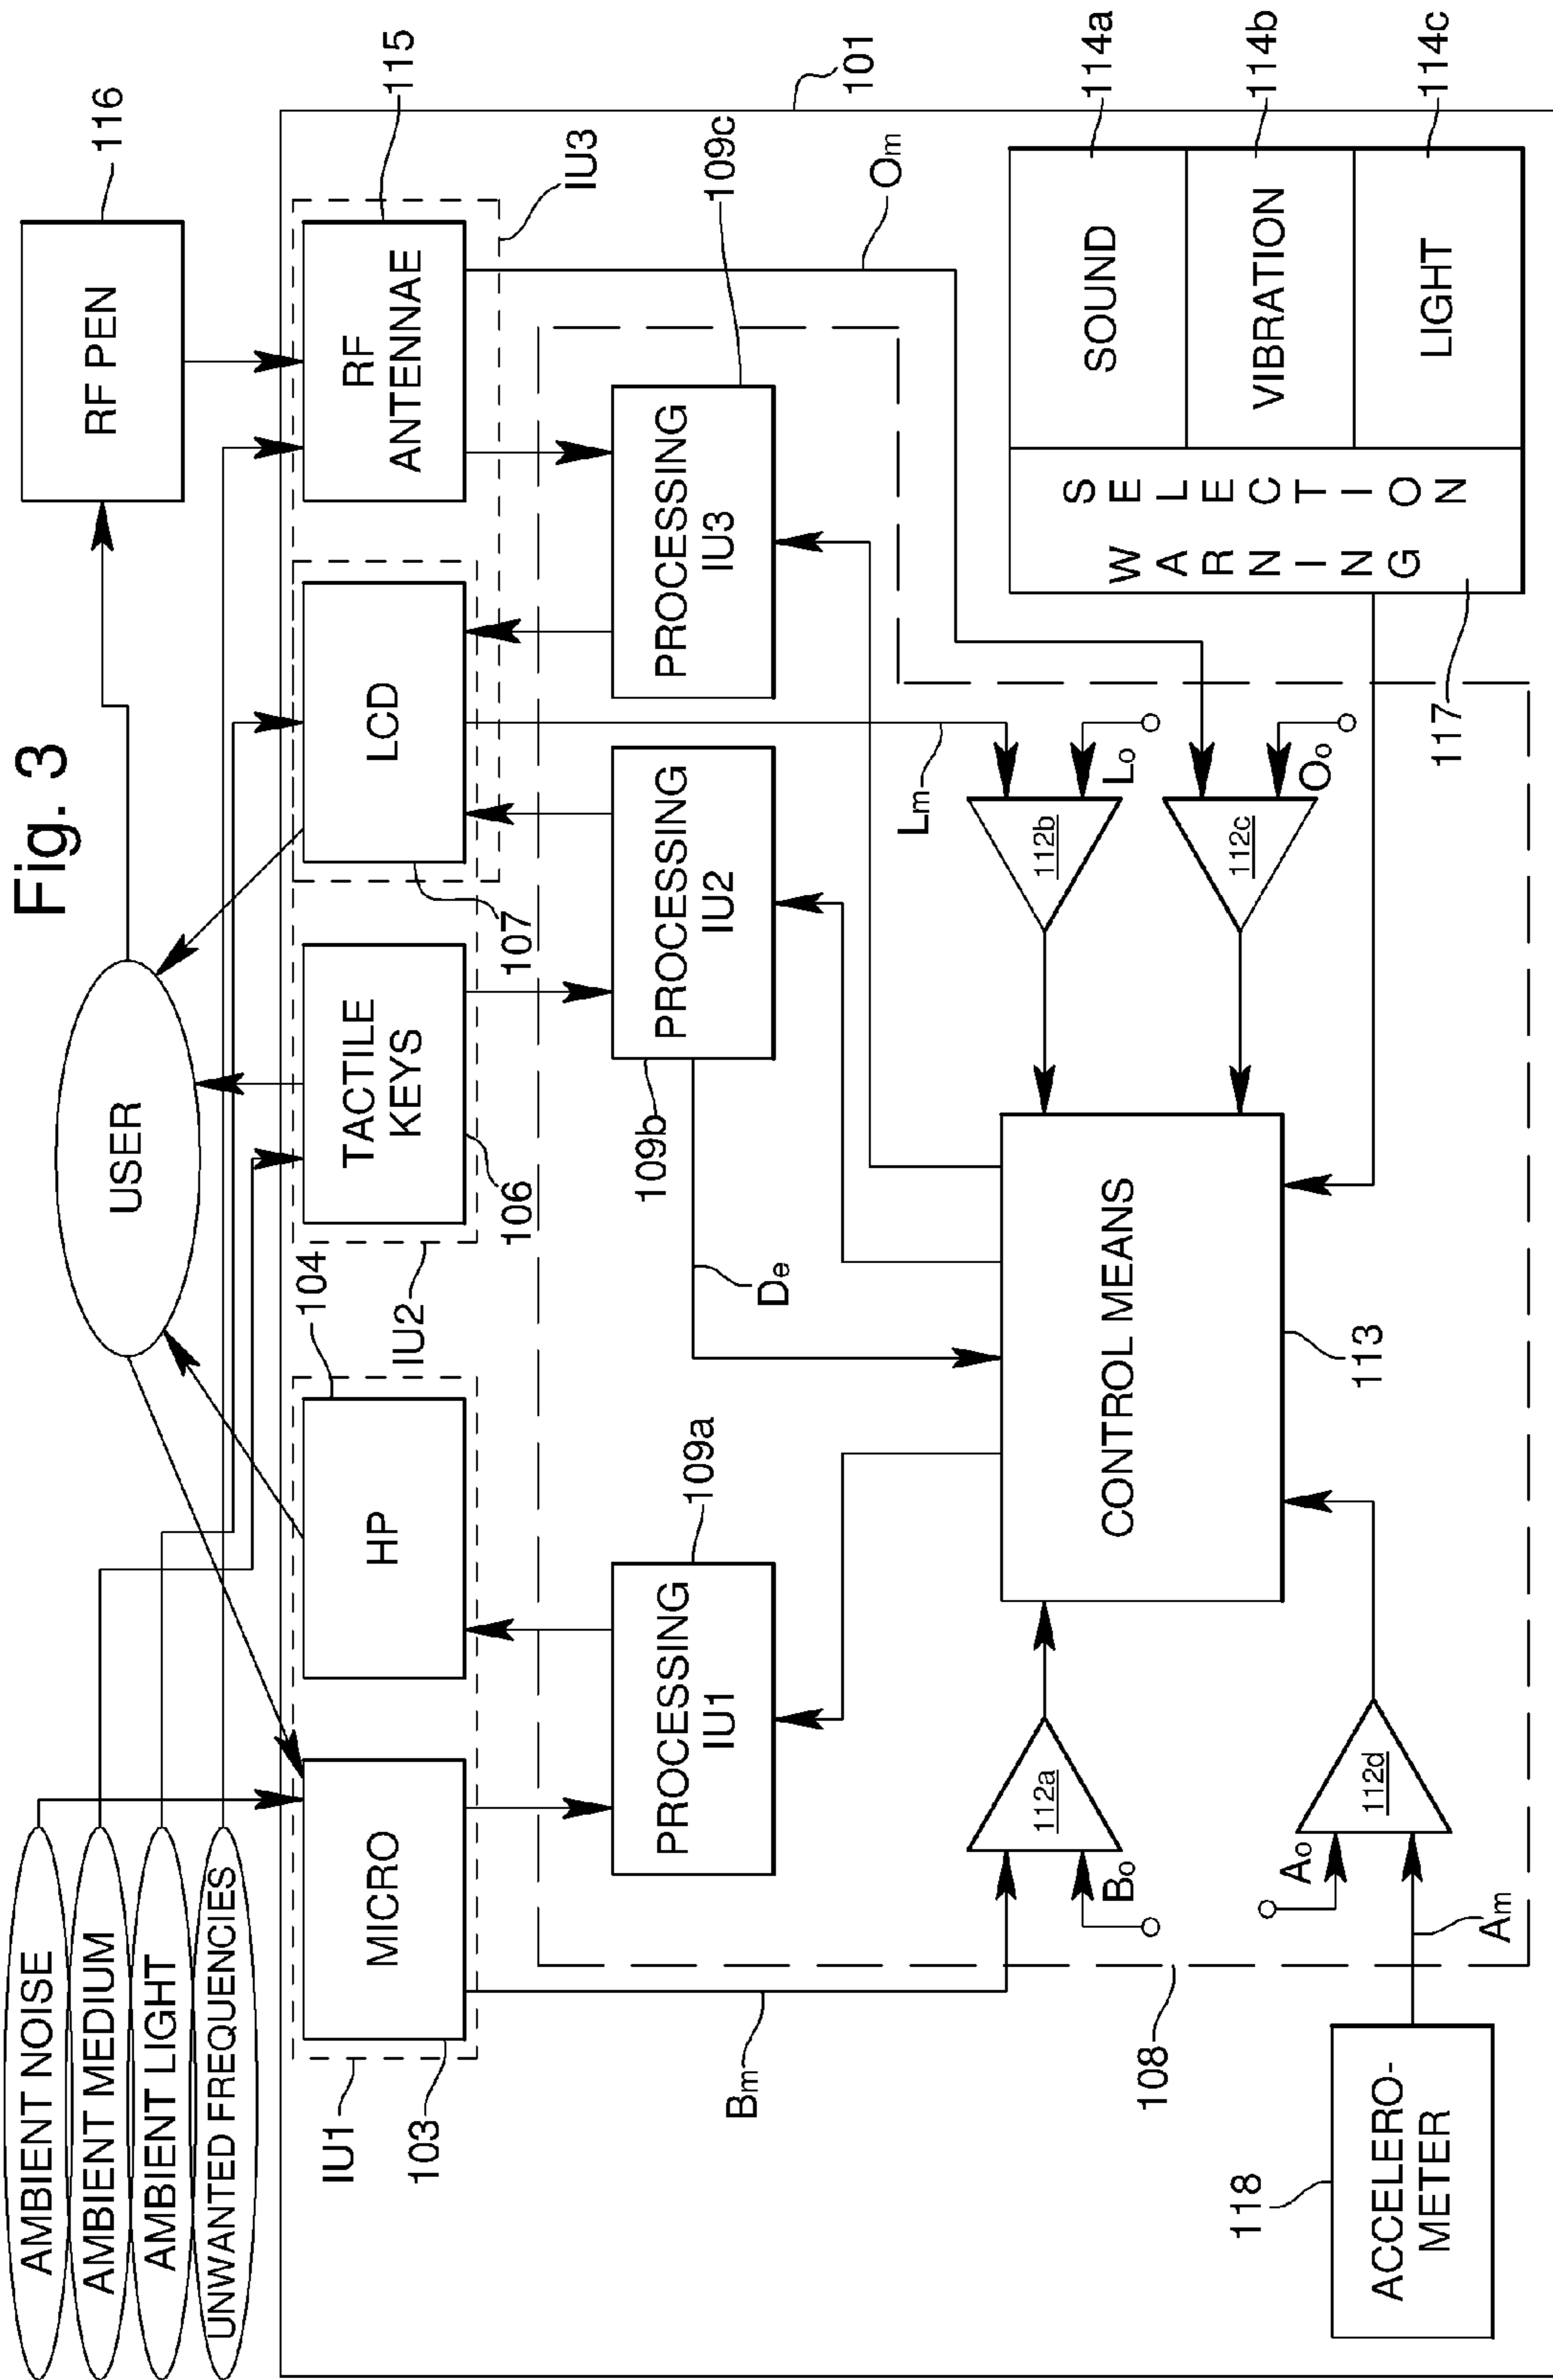 Fig. 3
AMBIENT NOISE
AMBIENT MEDIUM
AMBIENT LIGHT
UNWANTED FREQUENCIES
USER
RF PEN
116
IU1
103
MICRO
HP
104
IU2
TACTILE
KEYS
106
LCD
107
RF
ANTENNAE
115
IU3
101
PROCESSING
IU1
109a
PROCESSING
IU2
109b
PROCESSING
IU3
109c
Bm
De
Lm
Om
112a
Bo
112b
Lo
112c
Oo
112d
Ao
Am
CONTROL MEANS
113
108
118
ACCELERO-
METER
WARNING
SELECTION
117
SOUND
VIBRATION
LIGHT
114a
114b
114c